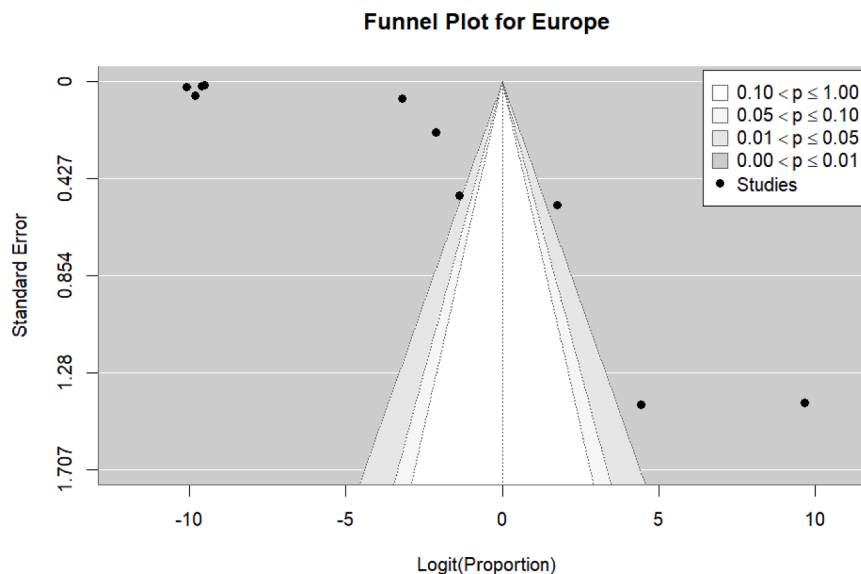 Funnel Plot for Europe
0.10 < p ≤ 1.00
0.05 < p ≤ 0.10
0.01 < p ≤ 0.05
0.00 < p ≤ 0.01
Studies
Standard Error
0
0.427
0.854
1.28
1.707
-10 -5 0 5 10
Logit(Proportion)